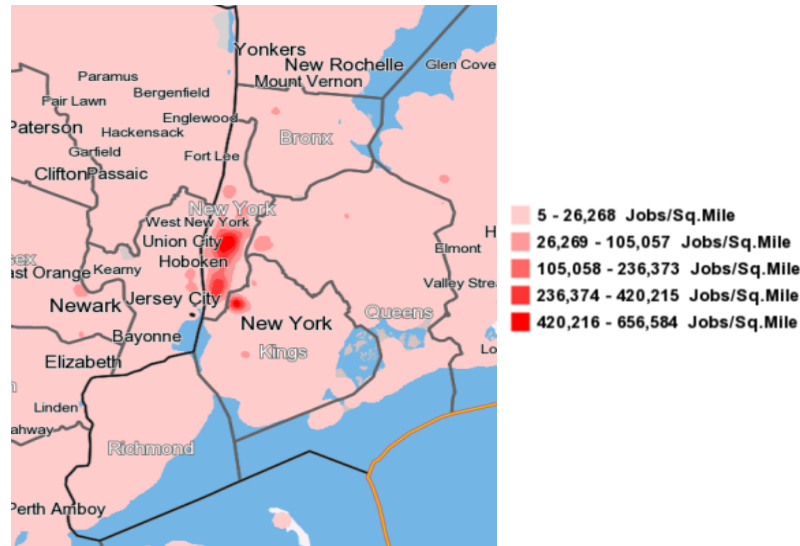 Yonkers
New Rochelle
Glen Cove
Mount Vernon
Paramus
Bergenfield
Fair Lawn
Englewood
Paterson
Hackensack
Bronx
Garfield
Fort Lee
Clifton
Passaic
New York
West New York
Union City
Elmont
Hoboken
ast Orange
Kearny
Valley Strea
Newark
Jersey City
Queens
New York
Bayonne
Kings
Elizabeth
Lo
Linden
ahway
Richmond
Perth Amboy
5 - 26,268 Jobs/Sq.Mile
26,269 - 105,057 Jobs/Sq.Mile
105,058 - 236,373 Jobs/Sq.Mile
236,374 - 420,215 Jobs/Sq.Mile
420,216 - 656,584 Jobs/Sq.Mile